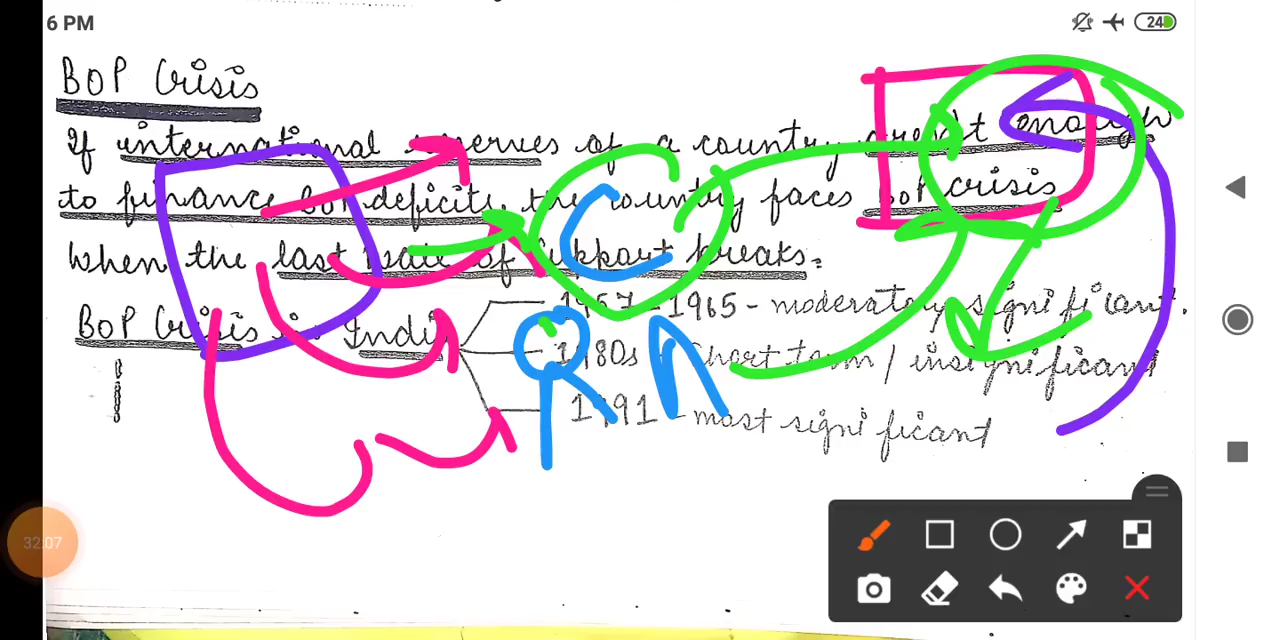 6 PM
24
BOP Crisis
If international reserves of a country aren't enough
to finance BOP deficits, the country faces BOP crisis
when the last wall of support breaks.
BOP Crisis in India
1957-1965 - moderatory significant.
1980s - Short term / insignificant
1991 - most significant
C
R n
32:07